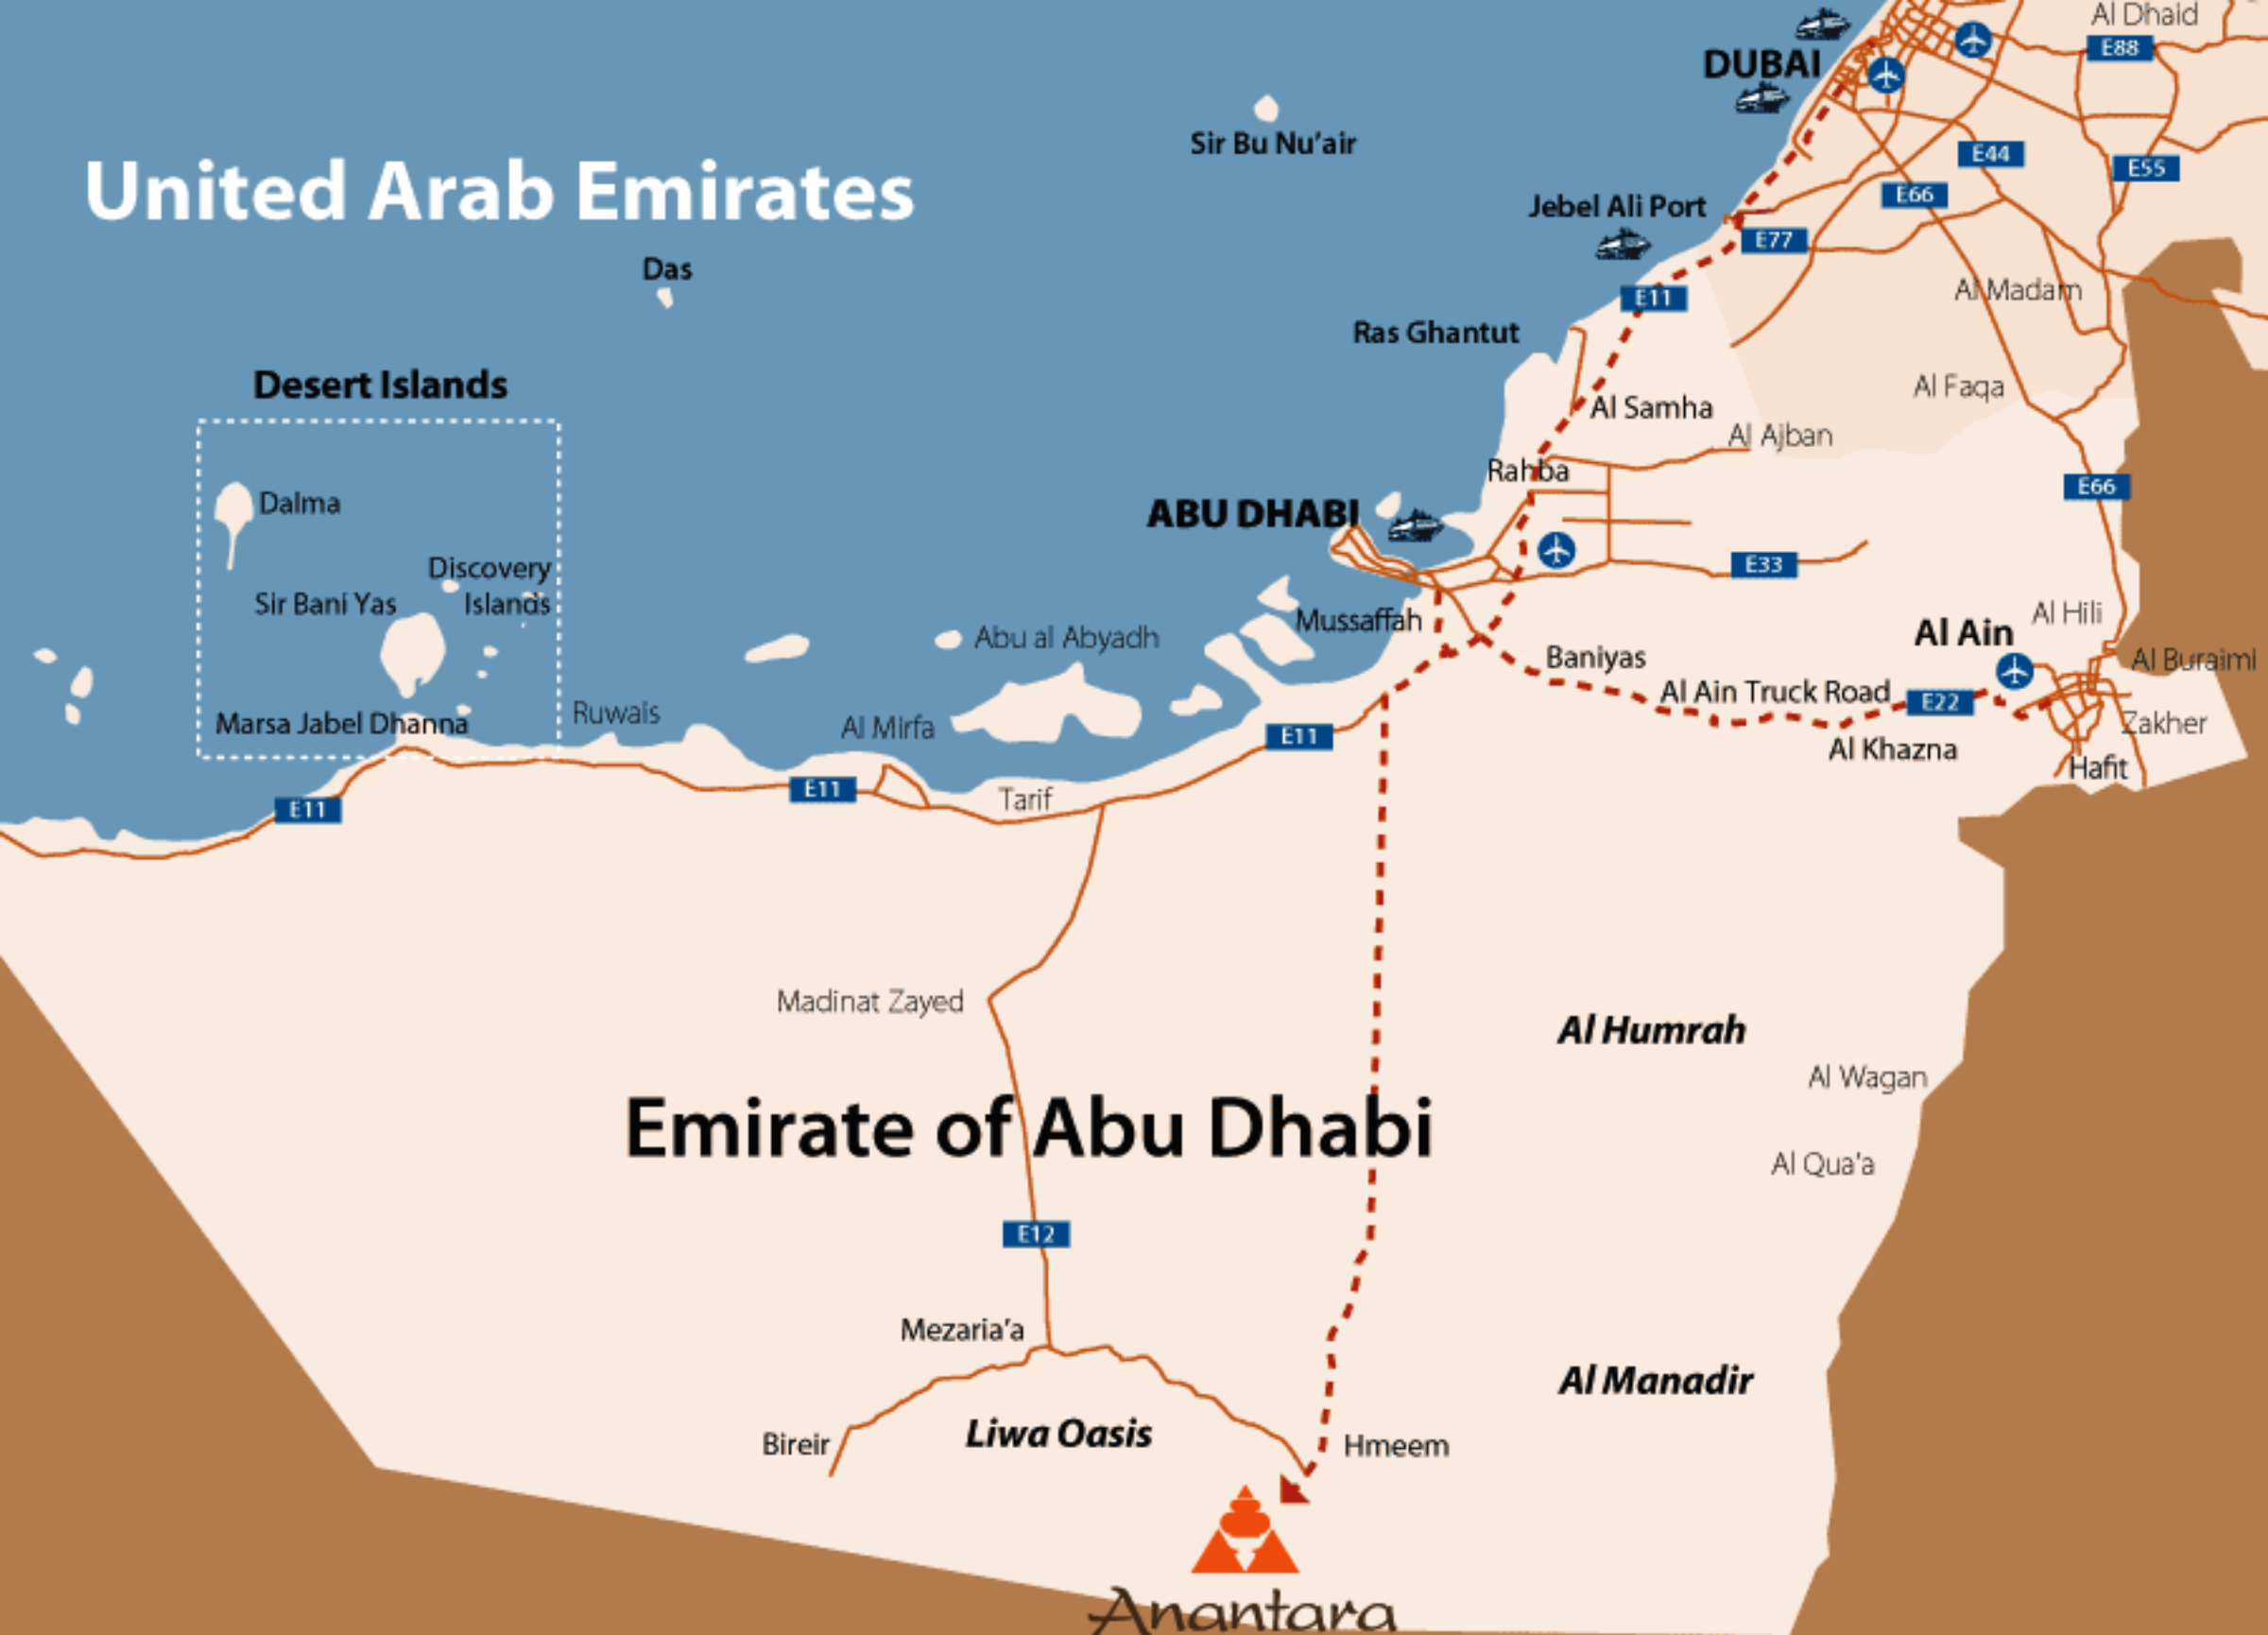 Al Dhaid
E88
DUBAI
Sir Bu Nu'air
E44
E55
United Arab Emirates
E66
Jebel Ali Port
E77
Das
E11
Al Madam
Ras Ghantut
Desert Islands
Al Faqa
Al Samha
Al Ajban
Rahba
E66
Dalma
ABU DHABI
E33
Discovery
Islands
Sir Bani Yas
Al Hili
Mussaffah
Al Ain
Abu al Abyadh
Baniyas
Al Buraiml
Al Ain Truck Road
E22
Ruwais
Marsa Jabel Dhanna
Al Mirfa
Zakher
E11
Al Khazna
Hafit
E11
Tarif
E11
Madinat Zayed
Al Humrah
Al Wagan
Emirate of Abu Dhabi
Al Qua'a
E12
Mezaria'a
Al Manadir
Liwa Oasis
Bireir
Hmeem
Anantara